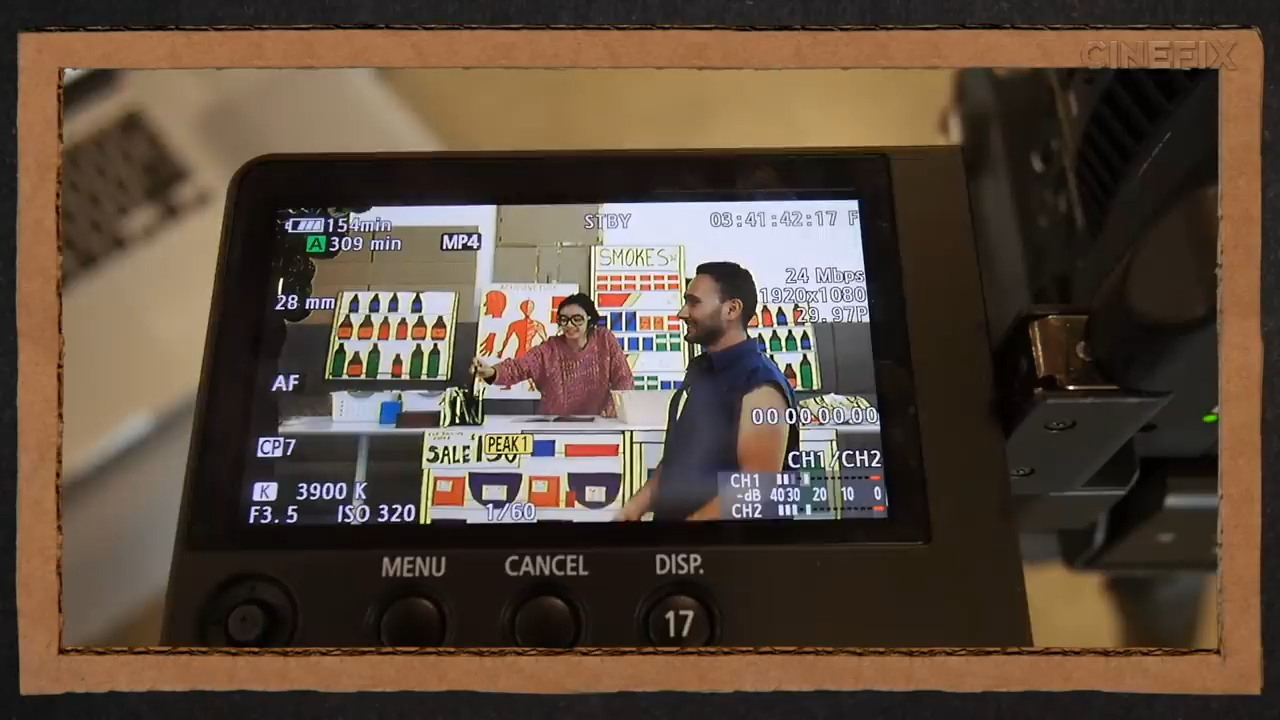 CINEFIX
154min
STBY
03:41:42:17 F
A 309 min
MP4
SMOKES
24 Mbps
1920x1080
29.97P
28 mm
AF
00:00:00.00
PEAK1
SALE
CP7
CH1/CH2
K 3900 K
CH1
-dB 40 30 20 10 0
CH2
F3.5 ISO 320 1/60
MENU CANCEL DISP.
17